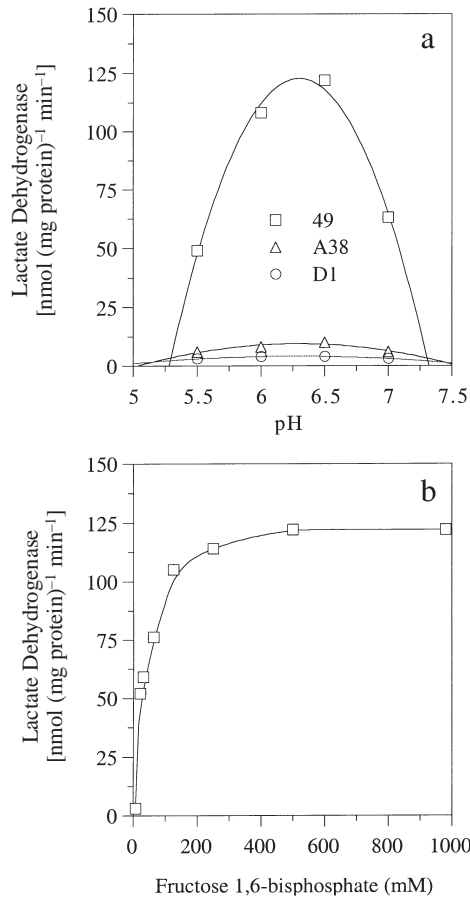 150
a
125
100
75
50
25
0
Lactate Dehydrogenase
[nmol (mg protein)⁻¹ min⁻¹]
49
A38
D1
5 5.5 6 6.5 7 7.5
pH
150
b
125
100
75
50
25
0
Lactate Dehydrogenase
[nmol (mg protein)⁻¹ min⁻¹]
0 200 400 600 800 1000
Fructose 1,6-bisphosphate (mM)